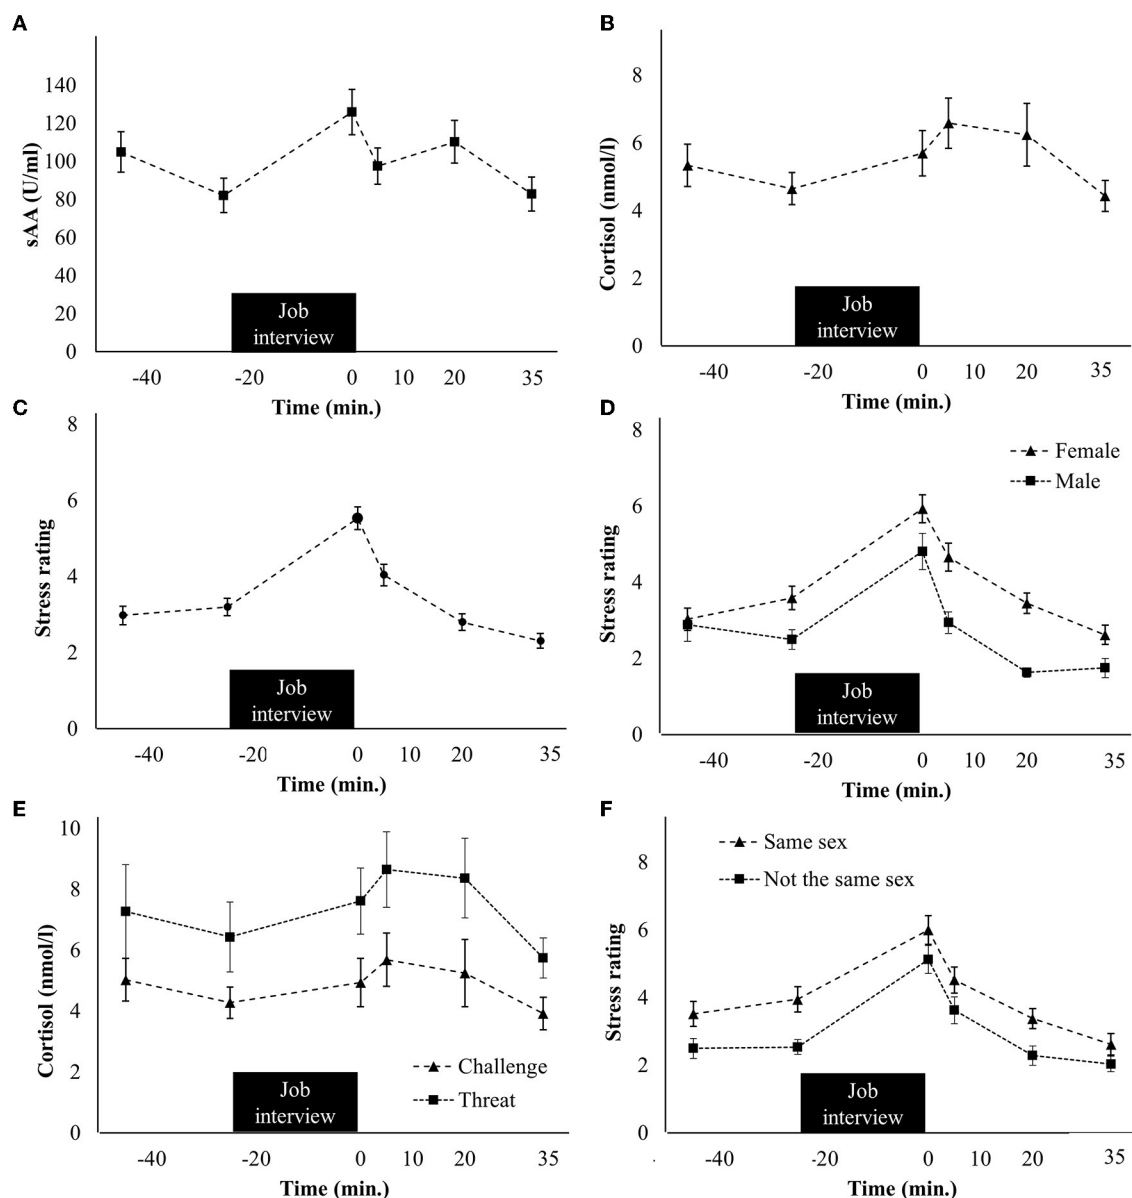 A
sAA (U/ml)
140
120
100
80
60
40
20
0
Job
interview
-40 -20 0 10 20 35
Time (min.)
B
Cortisol (nmol/l)
8
6
4
2
0
Job
interview
-40 -20 0 10 20 35
Time (min.)
C
Stress rating
8
6
4
2
0
Job
interview
-40 -20 0 10 20 35
Time (min.)
D
Stress rating
8
6
4
2
0
Female
Male
Job
interview
-40 -20 0 10 20 35
Time (min.)
E
Cortisol (nmol/l)
10
8
6
4
2
0
Challenge
Threat
Job
interview
-40 -20 0 10 20 35
Time (min.)
F
Stress rating
8
6
4
2
0
Same sex
Not the same sex
Job
interview
-40 -20 0 10 20 35
Time (min.)